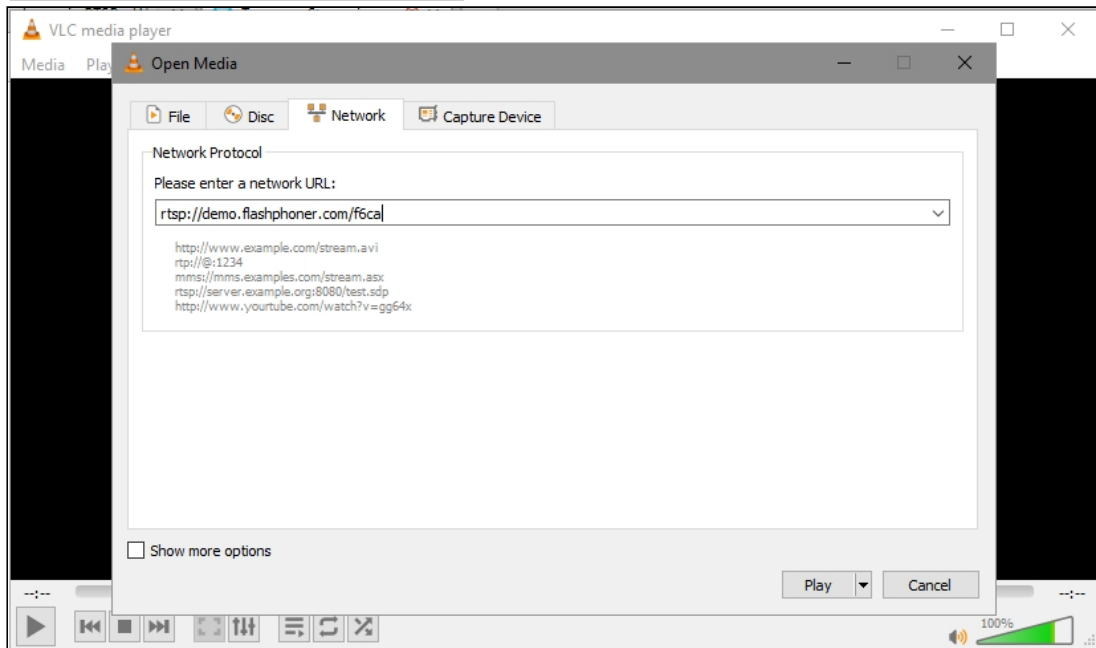 VLC media player
Media Play
Open Media
File Disc Network Capture Device
Network Protocol
Please enter a network URL:
rtsp://demo.flashphoner.com/f6ca
http://www.example.com/stream.avi
rtp://@:1234
mms://mms.examples.com/stream.asx
rtsp://server.example.org:8080/test.sdp
http://www.yourtube.com/watch?v=gg64x
Show more options
Play Cancel
--:-- --:--
100%